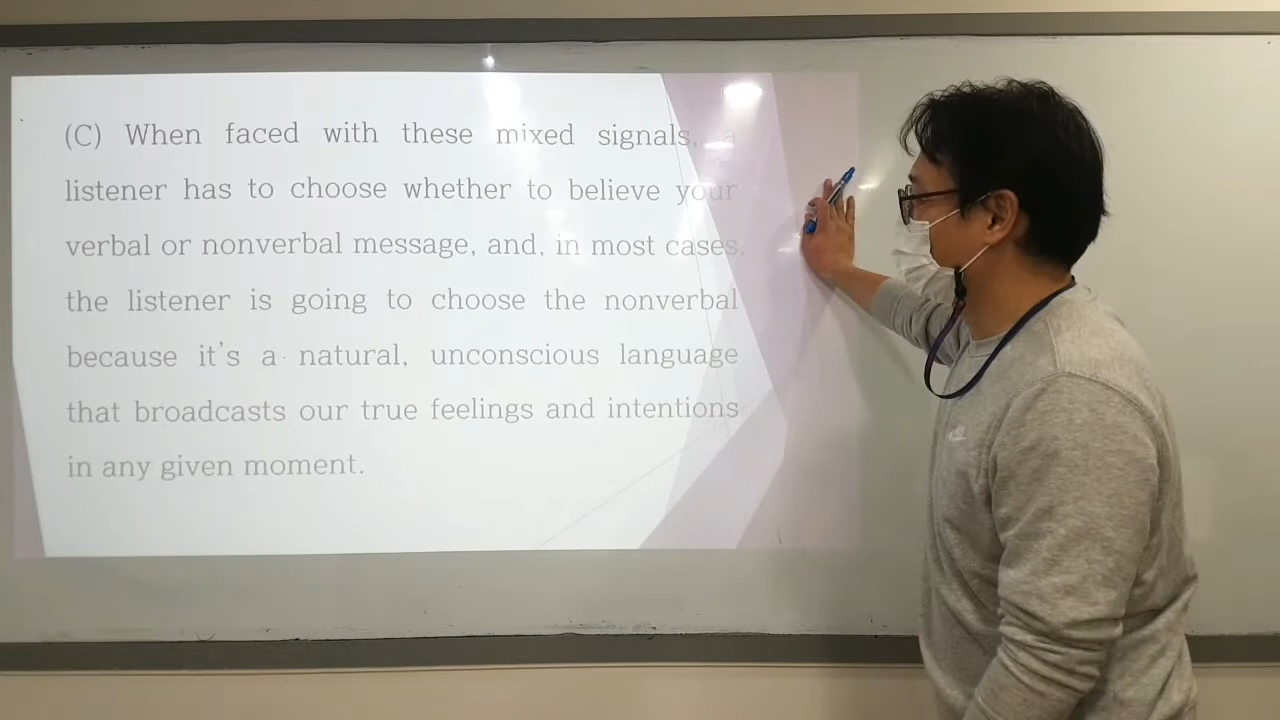 (C) When faced with these mixed signals, a
listener has to choose whether to believe your
verbal or nonverbal message, and, in most cases,
the listener is going to choose the nonverbal
because it's a natural, unconscious language
that broadcasts our true feelings and intentions
in any given moment.